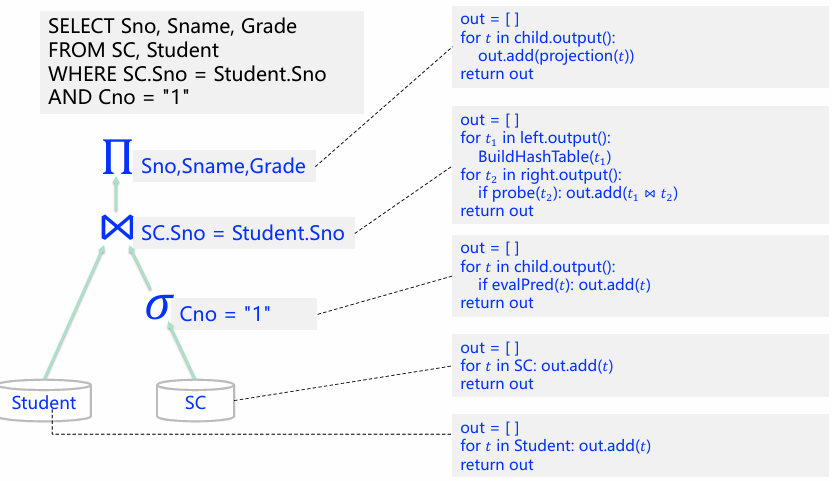 SELECT Sno, Sname, Grade
FROM SC, Student
WHERE SC.Sno = Student.Sno
AND Cno = "1"
∏ Sno,Sname,Grade
⋈ SC.Sno = Student.Sno
σ Cno = "1"
Student
SC
out = [ ]
for t in child.output():
out.add(projection(t))
return out
out = [ ]
for t₁ in left.output():
BuildHashTable(t₁)
for t₂ in right.output():
if probe(t₂): out.add(t₁ ⋈ t₂)
return out
out = [ ]
for t in child.output():
if evalPred(t): out.add(t)
return out
out = [ ]
for t in SC: out.add(t)
return out
out = [ ]
for t in Student: out.add(t)
return out